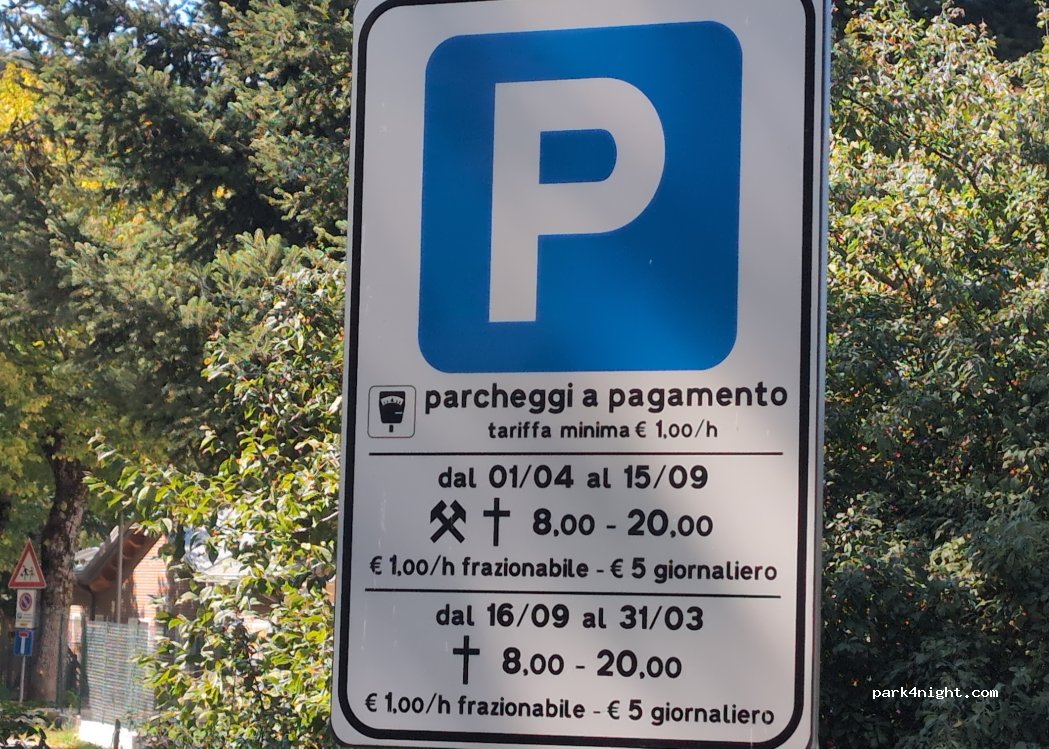 P
parcheggi a pagamento
tariffa minima € 1,00/h
dal 01/04 al 15/09
8,00 - 20,00
€ 1,00/h frazionabile - € 5 giornaliero
dal 16/09 al 31/03
8,00 - 20,00
€ 1,00/h frazionabile - € 5 giornaliero
park4night.com